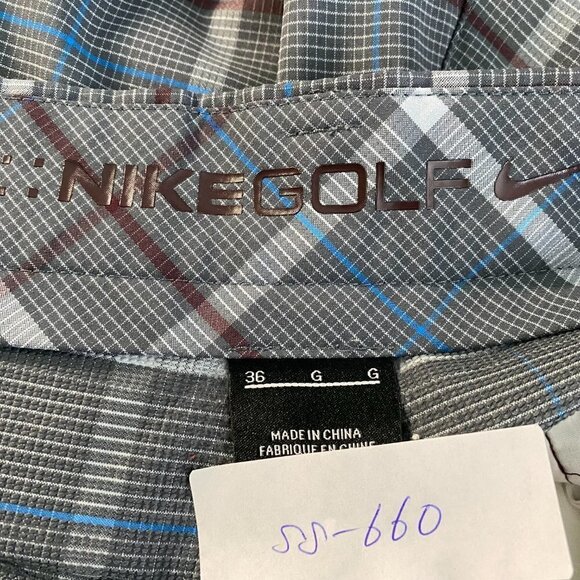 NIKEGOLF
36 G G
MADE IN CHINA
FABRIQUE EN CHINE
SS-660